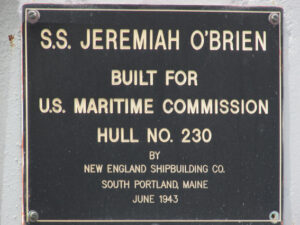 S.S. JEREMIAH O'BRIEN
BUILT FOR
U.S. MARITIME COMMISSION
HULL NO. 230
BY
NEW ENGLAND SHIPBUILDING CO.
SOUTH PORTLAND, MAINE
JUNE 1943